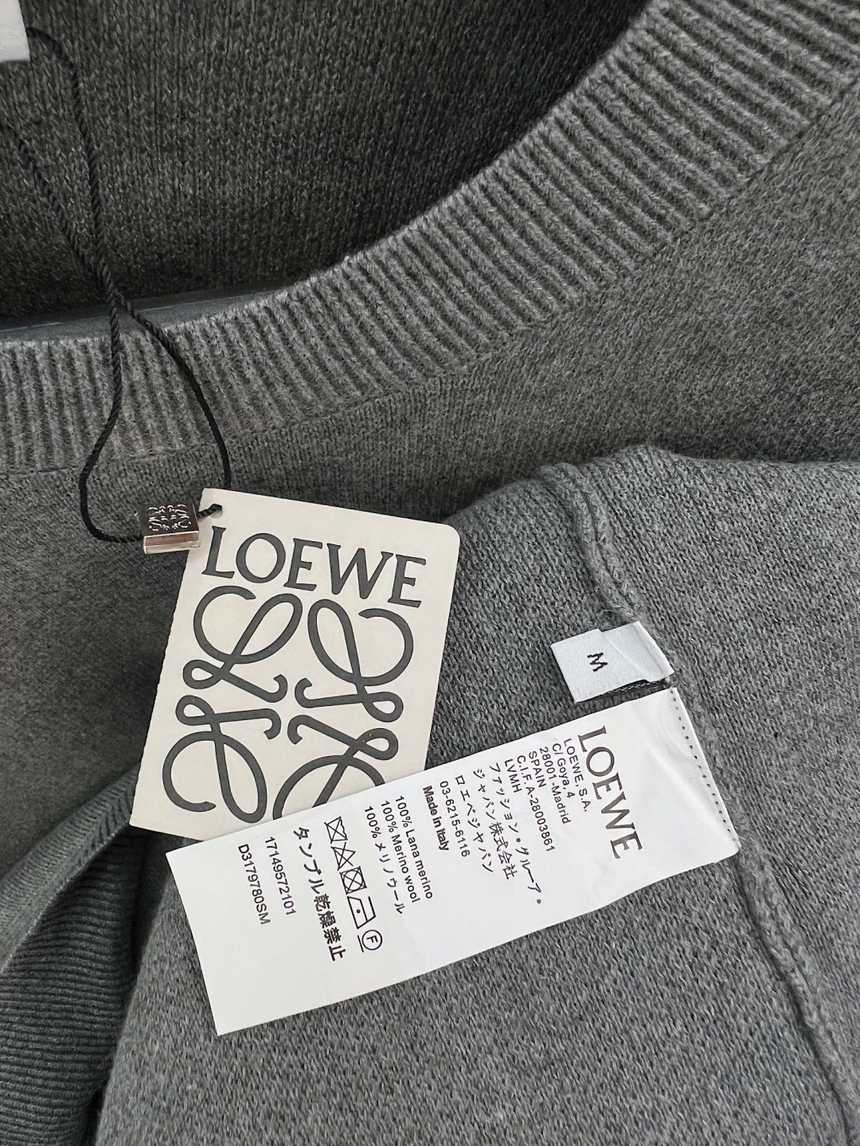 LOEWE
M
LOEWE
LOEWE, S.A.
C/ Goya, 4
28001-Madrid
SPAIN
C.I.F.A-28003861
LVMH
ファッション・グループ・
ジャパン株式会社
ロエベジャパン
03-6215-6116
Made in Italy
100% Lana merino
100% Merino wool
100% メリノウール
タンブル乾燥禁止
17149572101
D3179780SM